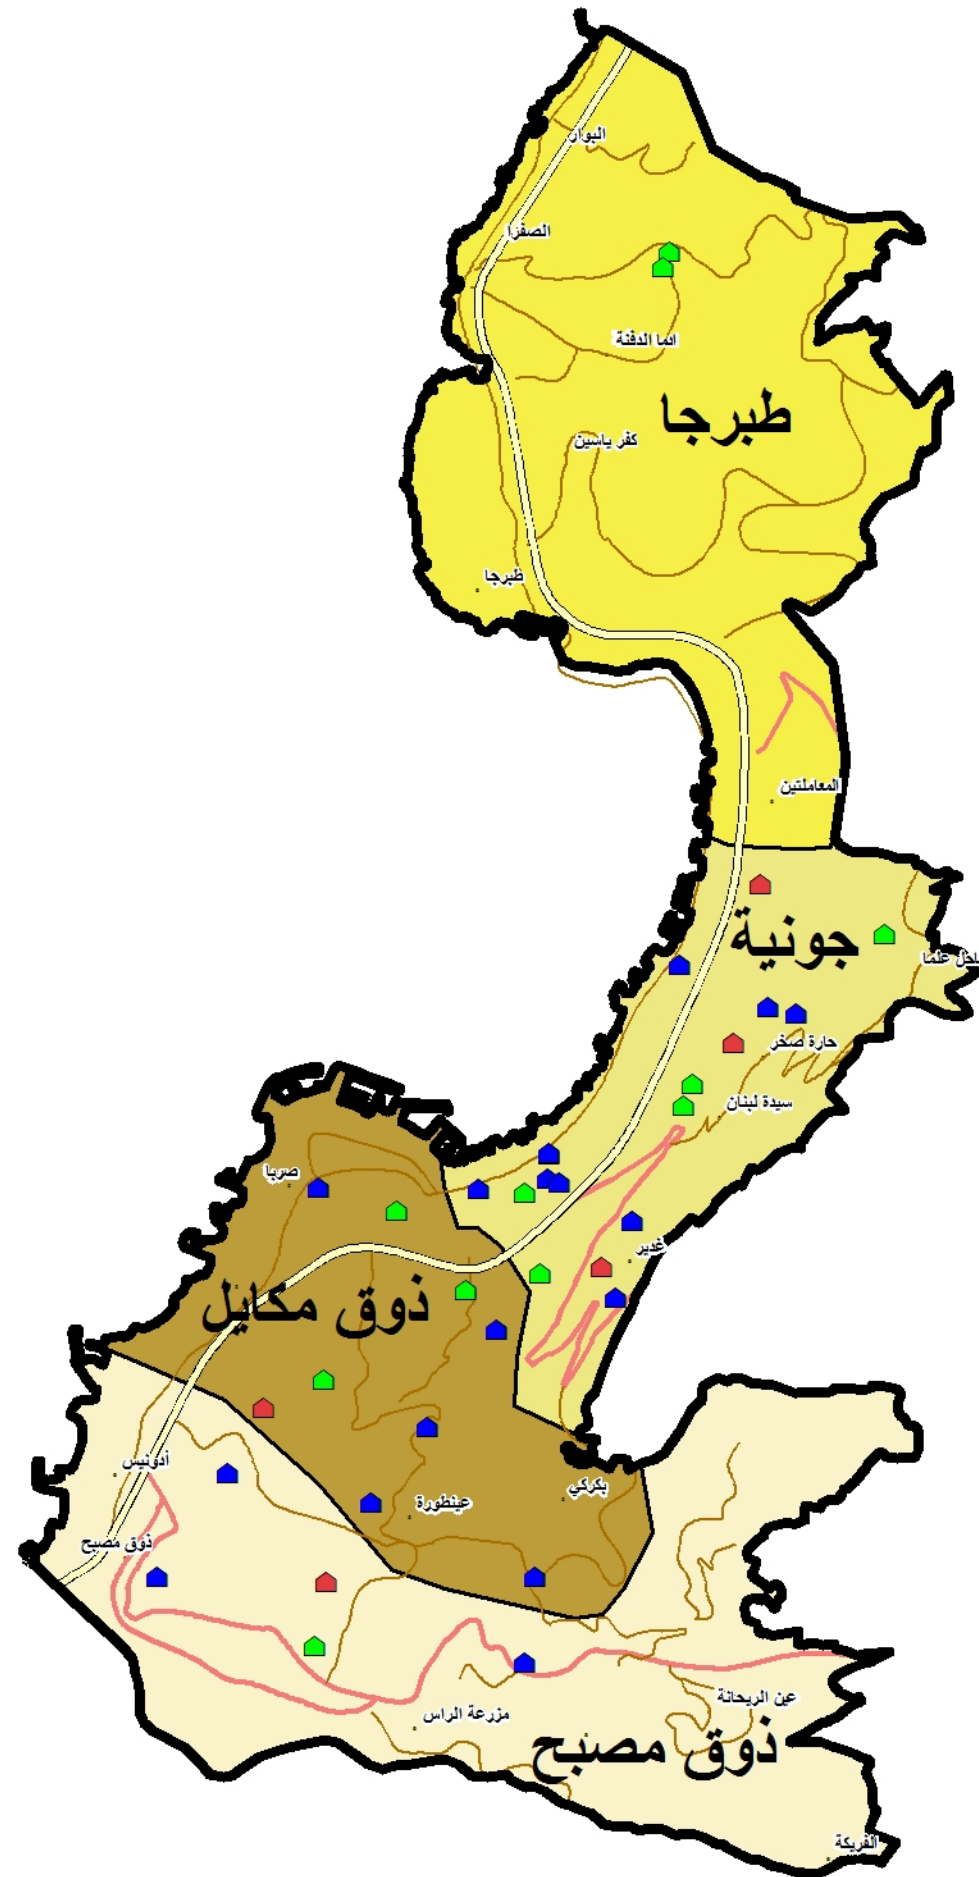 البوار
الصفرا
ادما الدفنة
طبرجا
كفر ياسين
طبرجا
المعاملتين
جونية
ساحل علما
حارة صخر
سيدة لبنان
صربا
غدير
ذوق مكايل
أدونيس
بكركي
عينطورة
ذوق مصبح
عين الريحانة
مزرعة الراس
ذوق مصبح
الفريكة